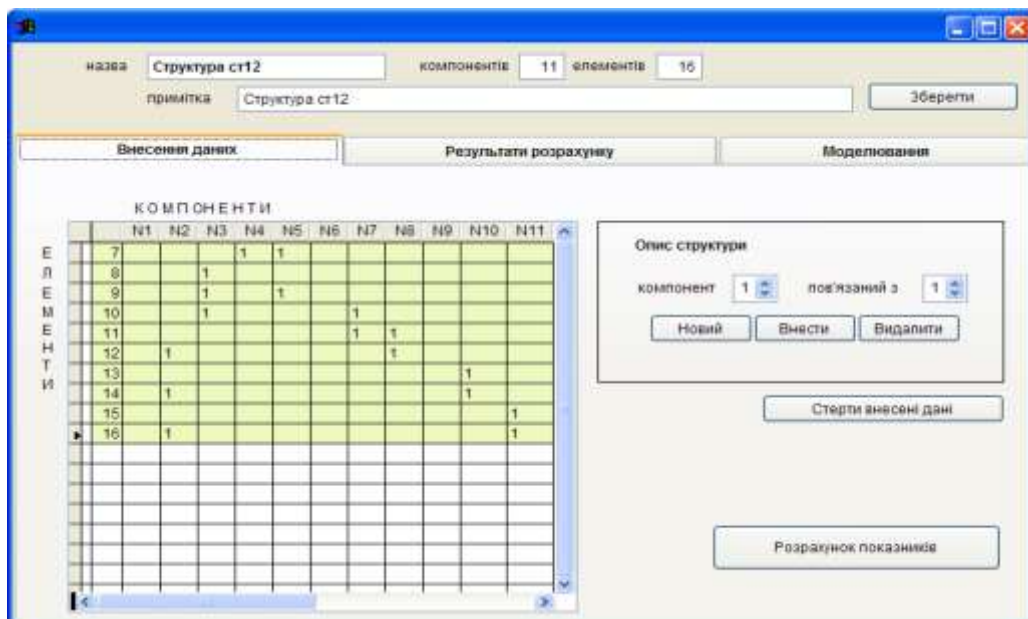 назва Структура ст12 компонентів 11 елементів 16
примітка Структура ст12 Зберегти
Внесення даних Результати розрахунку Моделювання
КОМПОНЕНТИ
ЕЛЕМЕНТИ
N1 N2 N3 N4 N5 N6 N7 N8 N9 N10 N11
7 1 1
8 1
9 1 1
10 1 1
11 1 1
12 1 1
13 1
14 1 1
15 1
16 1 1
Опис структури
компонент 1 пов'язаний з 1
Новий Внести Видалити
Стерти внесені дані
Розрахунок показників